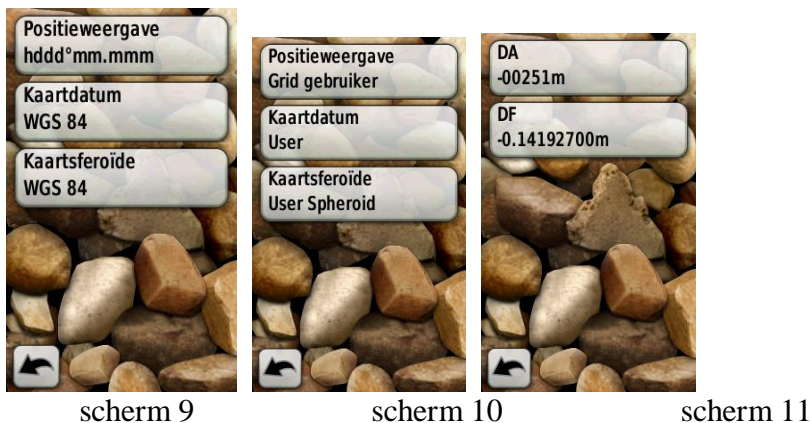 Positieweergave
hddd°mm.mmm
Kaartdatum
WGS 84
Kaartsferoïde
WGS 84
Positieweergave
Grid gebruiker
Kaartdatum
User
Kaartsferoïde
User Spheroid
DA
-00251m
DF
-0.14192700m
scherm 9
scherm 10
scherm 11